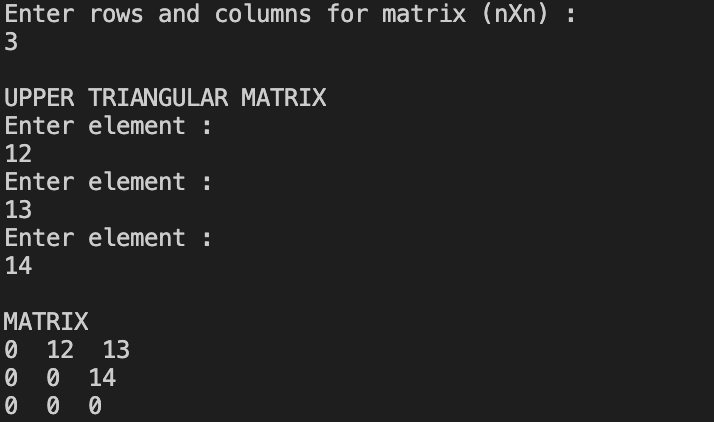 Enter rows and columns for matrix (nXn) :
3
UPPER TRIANGULAR MATRIX
Enter element :
12
Enter element :
13
Enter element :
14
MATRIX
0  12  13
0  0  14
0  0  0